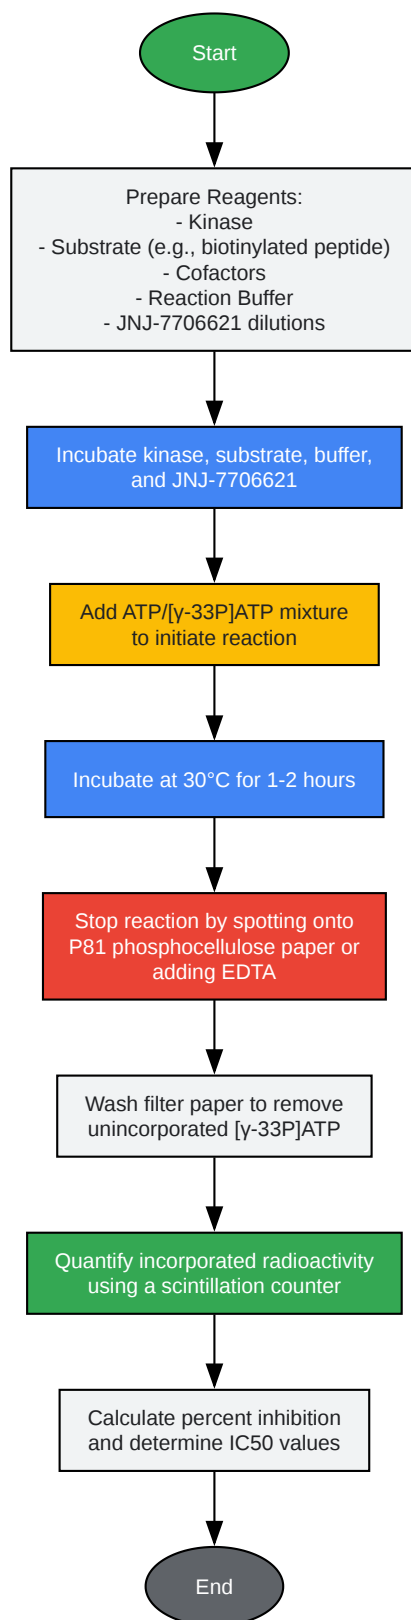 Start
Prepare Reagents:
- Kinase
- Substrate (e.g., biotinylated peptide)
- Cofactors
- Reaction Buffer
- JNJ-7706621 dilutions
Incubate kinase, substrate, buffer,
and JNJ-7706621
Add ATP/[γ-33P]ATP mixture
to initiate reaction
Incubate at 30°C for 1-2 hours
Stop reaction by spotting onto
P81 phosphocellulose paper or
adding EDTA
Wash filter paper to remove
unincorporated [γ-33P]ATP
Quantify incorporated radioactivity
using a scintillation counter
Calculate percent inhibition
and determine IC50 values
End